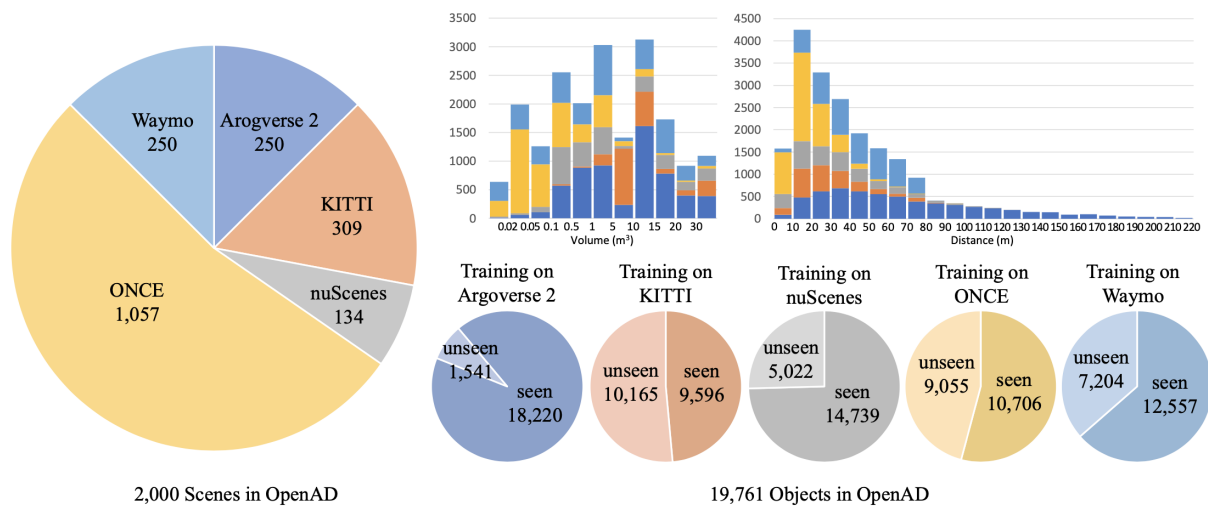 Waymo
250
Arogverse 2
250
KITTI
309
nuScenes
134
ONCE
1,057
2,000 Scenes in OpenAD
3500
3000
2500
2000
1500
1000
500
0
0.02 0.05 0.1 0.5 1 5 10 15 20 30
Volume (m³)
4500
4000
3500
3000
2500
2000
1500
1000
500
0
0 10 20 30 40 50 60 70 80 90 100 110 120 130 140 150 160 170 180 190 200 210 220
Distance (m)
Training on
Argoverse 2
unseen
1,541
seen
18,220
Training on
KITTI
unseen
10,165
seen
9,596
Training on
nuScenes
unseen
5,022
seen
14,739
Training on
ONCE
unseen
9,055
seen
10,706
Training on
Waymo
unseen
7,204
seen
12,557
19,761 Objects in OpenAD